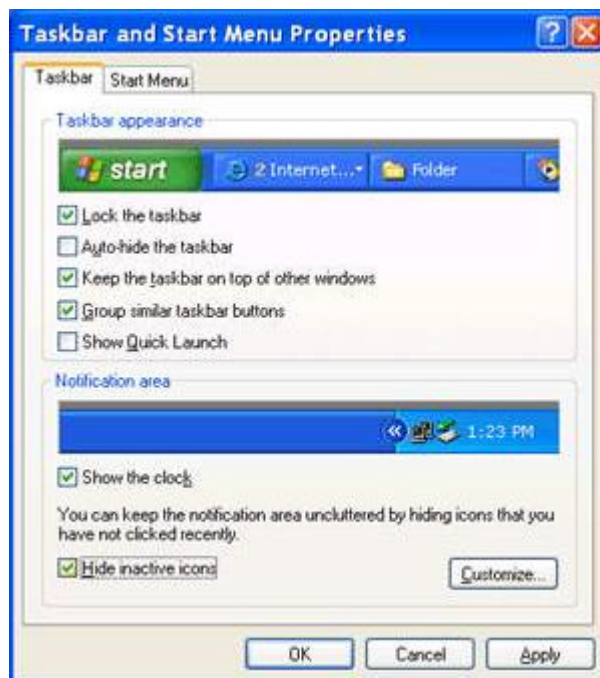 Taskbar and Start Menu Properties
Taskbar
Start Menu
Taskbar appearance
start
2 Internet...
Folder
Lock the taskbar
Auto-hide the taskbar
Keep the taskbar on top of other windows
Group similar taskbar buttons
Show Quick Launch
Notification area
1:23 PM
Show the clock
You can keep the notification area uncluttered by hiding icons that you
have not clicked recently.
Hide inactive icons
Customize...
OK
Cancel
Apply